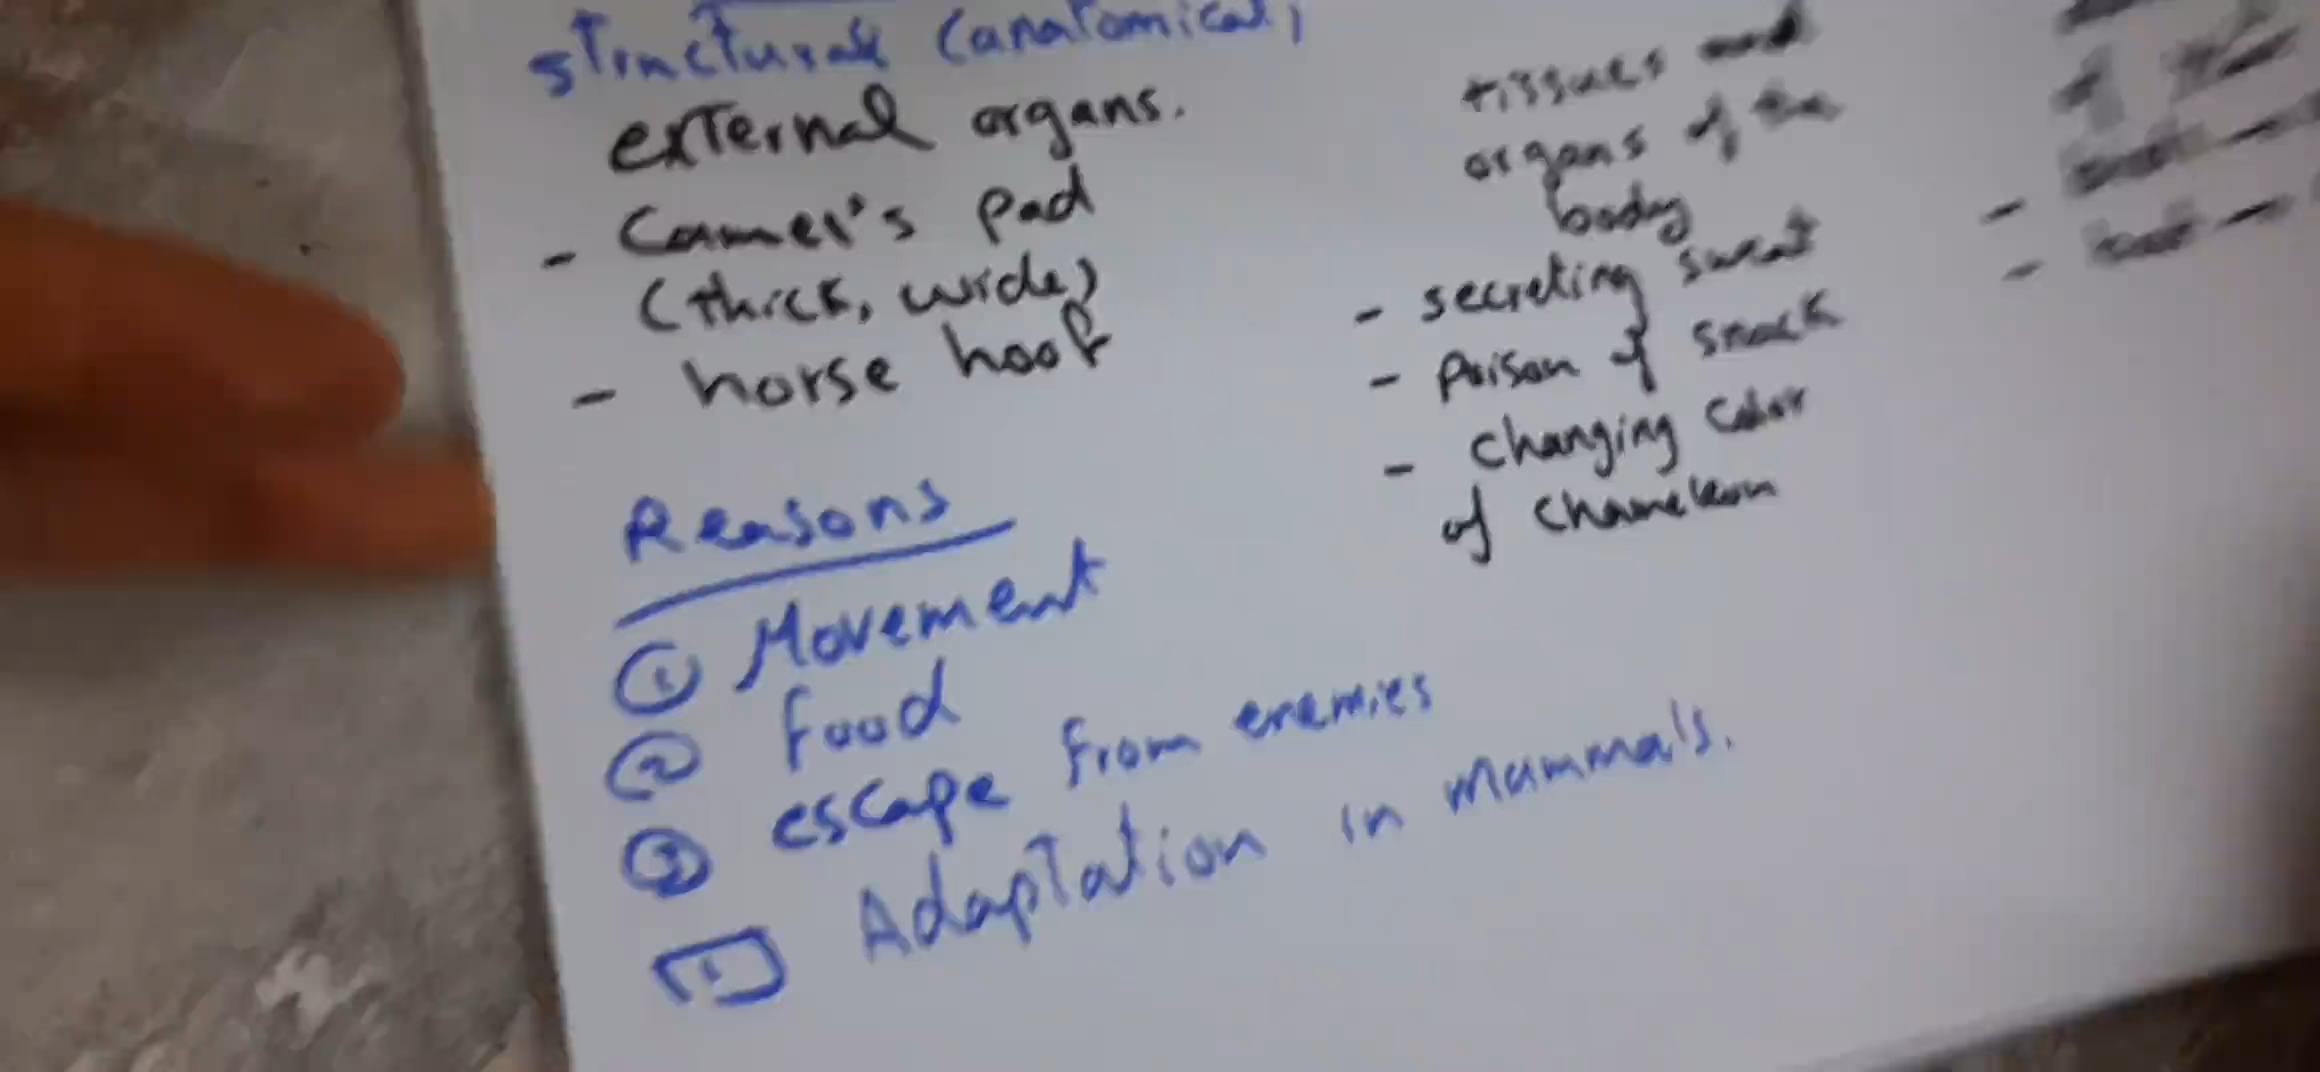 structural (anatomical)
external organs.
- Camel's pad
(thick, wide)
- horse hoof
tissues and
organs of the
body
- secreting sweat
- Poison of snack
- changing color
of chameleon
Reasons
① Movement
② food
③ escape from enemies
1 Adaptation in mammals.